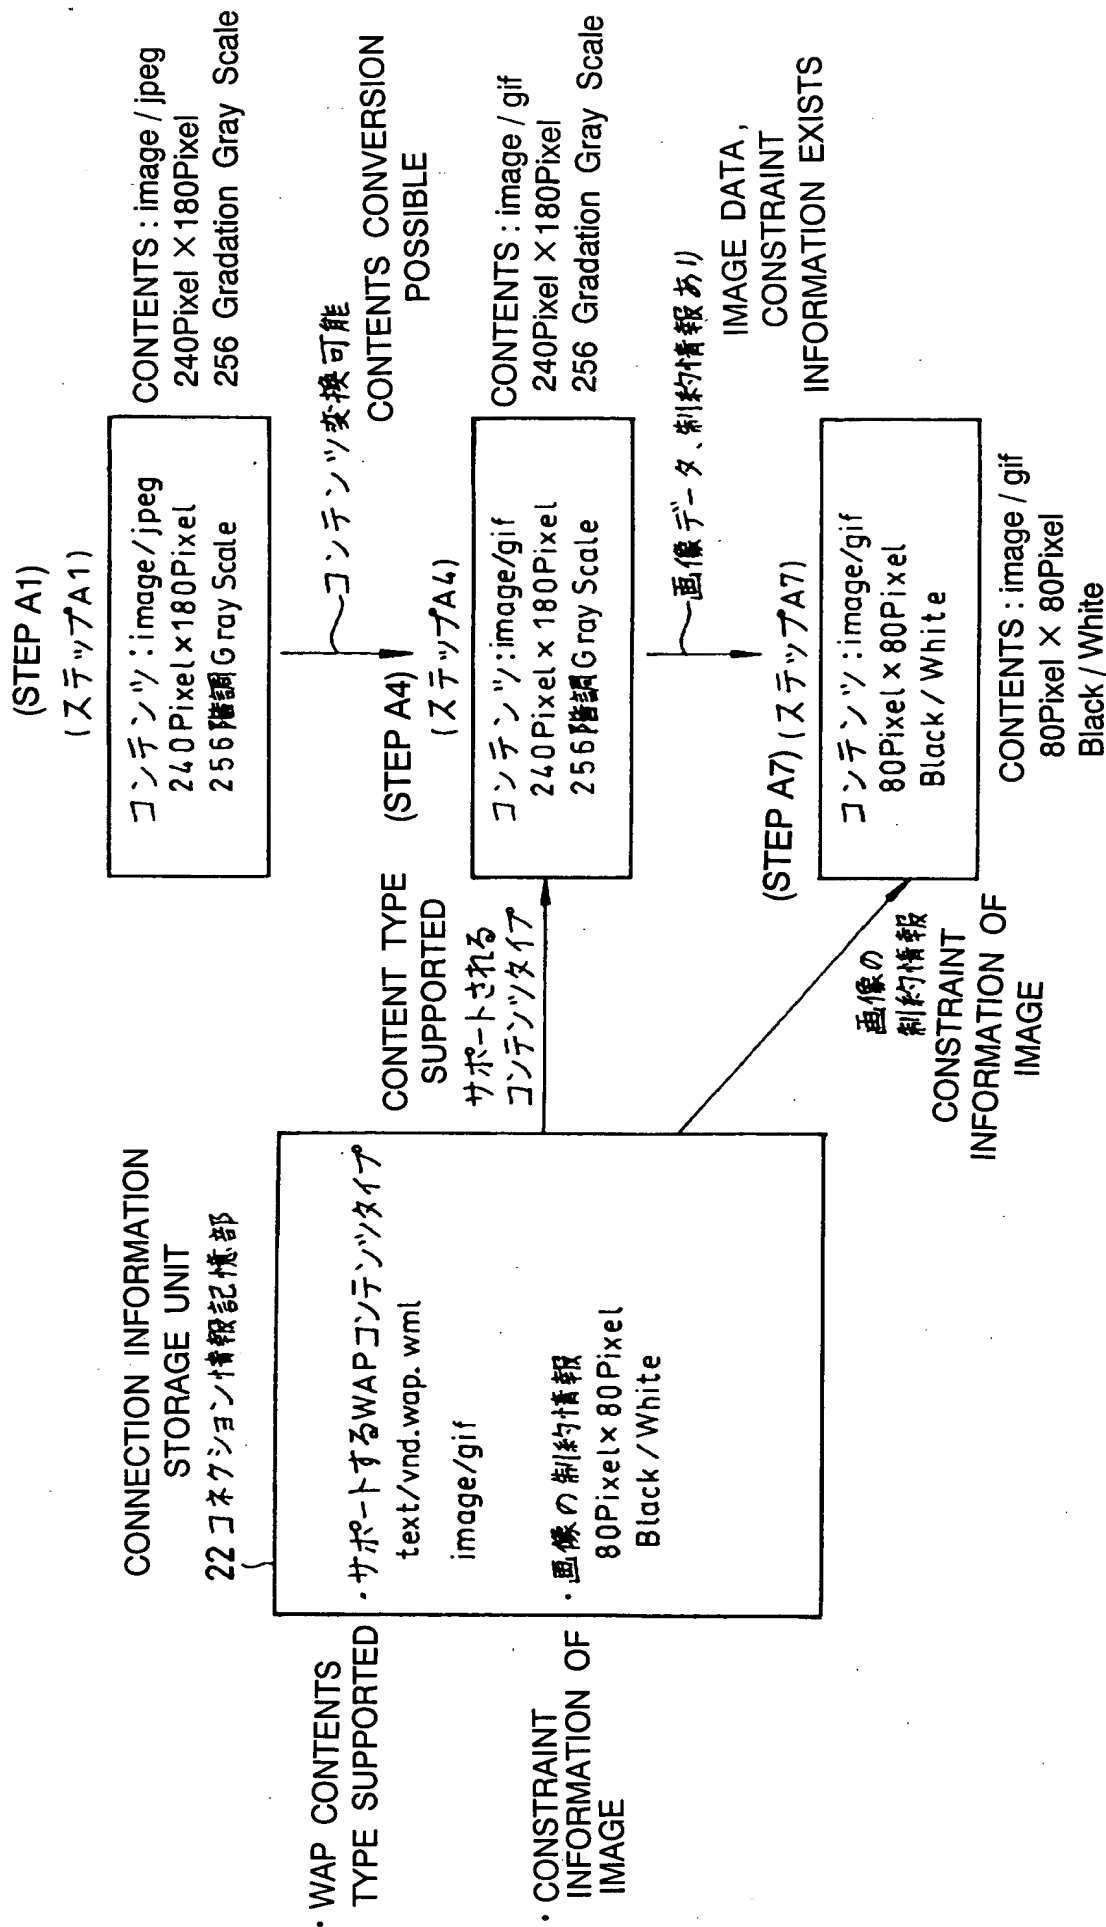 CONNECTION INFORMATION
STORAGE UNIT
22 コネクション情報記憶部
・WAP CONTENTS
TYPE SUPPORTED
・サポートするWAPコンテンツタイプ
text/vnd.wap.wml
image/gif
・CONSTRAINT
INFORMATION OF
IMAGE
・画像の制約情報
80Pixel×80Pixel
Black/White
CONTENT TYPE
SUPPORTED
サポートされる
コンテンツタイプ
画像の
制約情報
CONSTRAINT
INFORMATION OF
IMAGE
(STEP A1)
(ステップA1)
コンテンツ:image/jpeg
240Pixel×180Pixel
256階調Gray Scale
CONTENTS : image / jpeg
240Pixel × 180Pixel
256 Gradation Gray Scale
コンテンツ変換可能
CONTENTS CONVERSION
POSSIBLE
(STEP A4)
(ステップA4)
コンテンツ:image/gif
240Pixel×180Pixel
256階調Gray Scale
CONTENTS : image / gif
240Pixel × 180Pixel
256 Gradation Gray Scale
画像データ、制約情報あり
IMAGE DATA,
CONSTRAINT
INFORMATION EXISTS
(STEP A7) (ステップA7)
コンテンツ:image/gif
80Pixel×80Pixel
Black/White
CONTENTS : image / gif
80Pixel × 80Pixel
Black / White